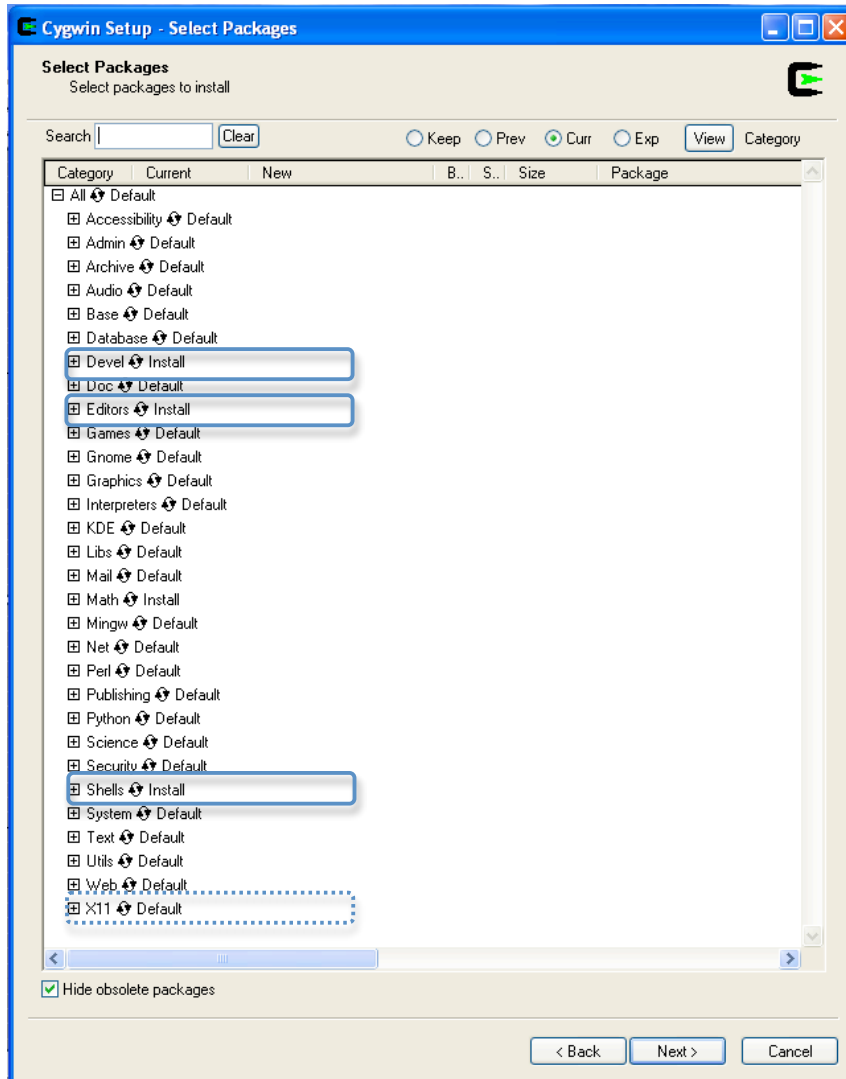 Cygwin Setup - Select Packages
Select Packages
Select packages to install
Search Clear Keep Prev Curr Exp View Category
Category Current New B.. S.. Size Package
All Default
Accessibility Default
Admin Default
Archive Default
Audio Default
Base Default
Database Default
Devel Install
Doc Default
Editors Install
Games Default
Gnome Default
Graphics Default
Interpreters Default
KDE Default
Libs Default
Mail Default
Math Install
Mingw Default
Net Default
Perl Default
Publishing Default
Python Default
Science Default
Security Default
Shells Install
System Default
Text Default
Utils Default
Web Default
X11 Default
Hide obsolete packages
< Back Next > Cancel